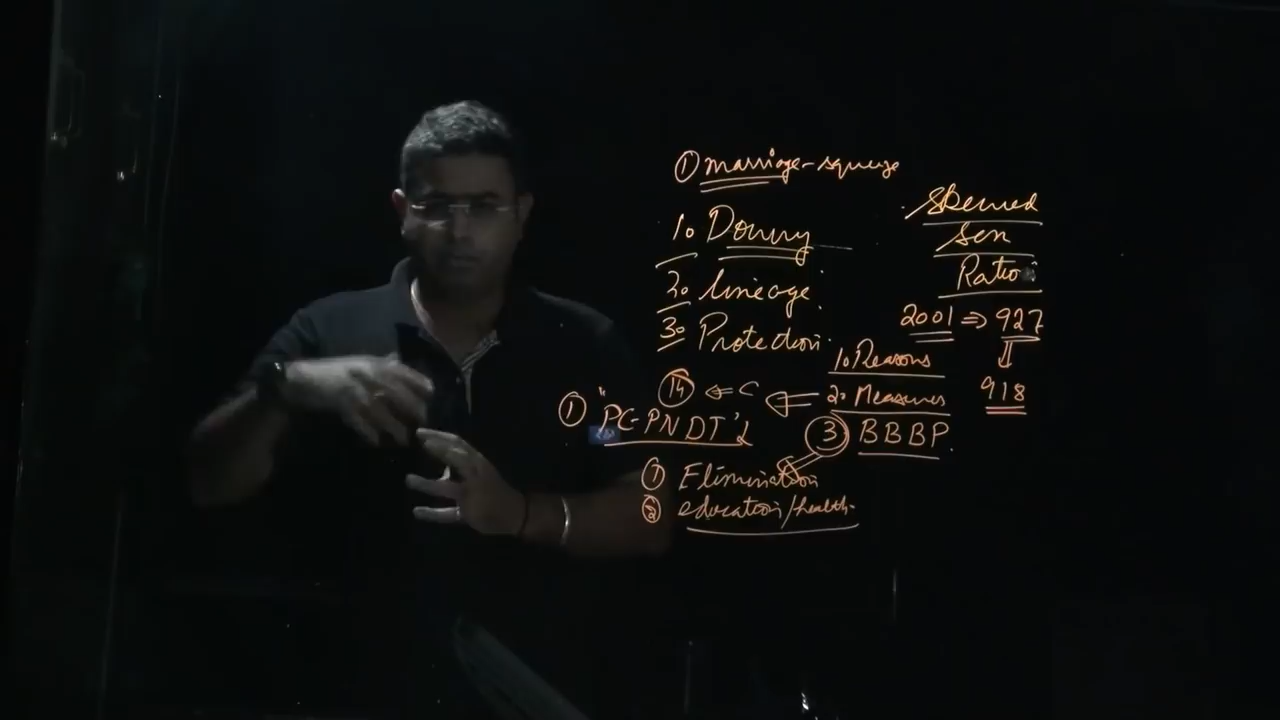 ① marriage-squeeze
Skewed
Sex
Ratio:
1. Dowry
2. lineage
3. Protection.
2001 ⇒ 927
918
1. Reasons
2. Measures
③ BBBP
⑭ ⇐ C
① "PC-PNDT"
① Elimination
② education/health